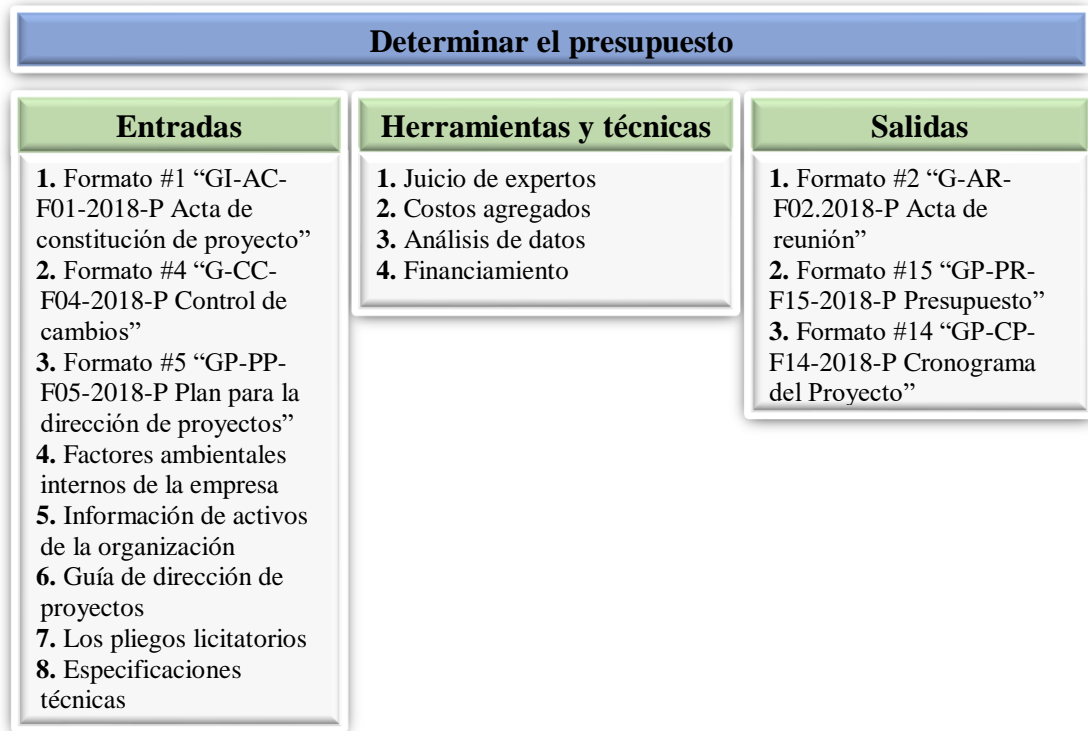 Determinar el presupuesto
Entradas
1. Formato #1 “GI-AC-
F01-2018-P Acta de
constitución de proyecto”
2. Formato #4 “G-CC-
F04-2018-P Control de
cambios”
3. Formato #5 “GP-PP-
F05-2018-P Plan para la
dirección de proyectos”
4. Factores ambientales
internos de la empresa
5. Información de activos
de la organización
6. Guía de dirección de
proyectos
7. Los pliegos licitatorios
8. Especificaciones
técnicas
Herramientas y técnicas
1. Juicio de expertos
2. Costos agregados
3. Análisis de datos
4. Financiamiento
Salidas
1. Formato #2 “G-AR-
F02.2018-P Acta de
reunión”
2. Formato #15 “GP-PR-
F15-2018-P Presupuesto”
3. Formato #14 “GP-CP-
F14-2018-P Cronograma
del Proyecto”